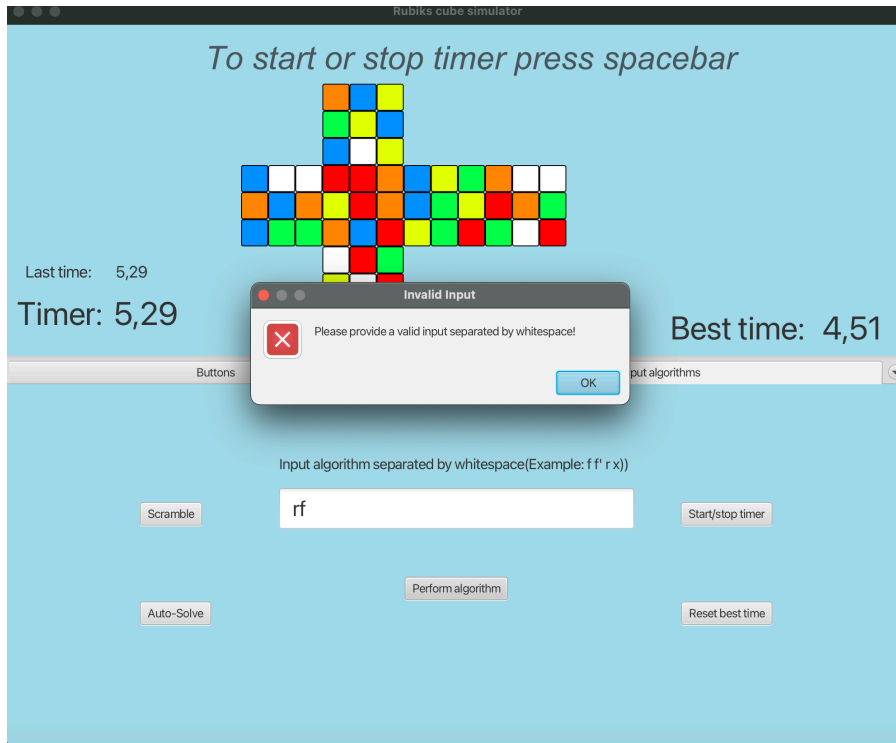 Rubiks cube simulator
To start or stop timer press spacebar
Last time: 5,29
Timer: 5,29
Best time: 4,51
Invalid Input
Please provide a valid input separated by whitespace!
OK
Buttons
put algorithms
Input algorithm separated by whitespace(Example: f f' r x))
rf
Scramble
Start/stop timer
Perform algorithm
Auto-Solve
Reset best time